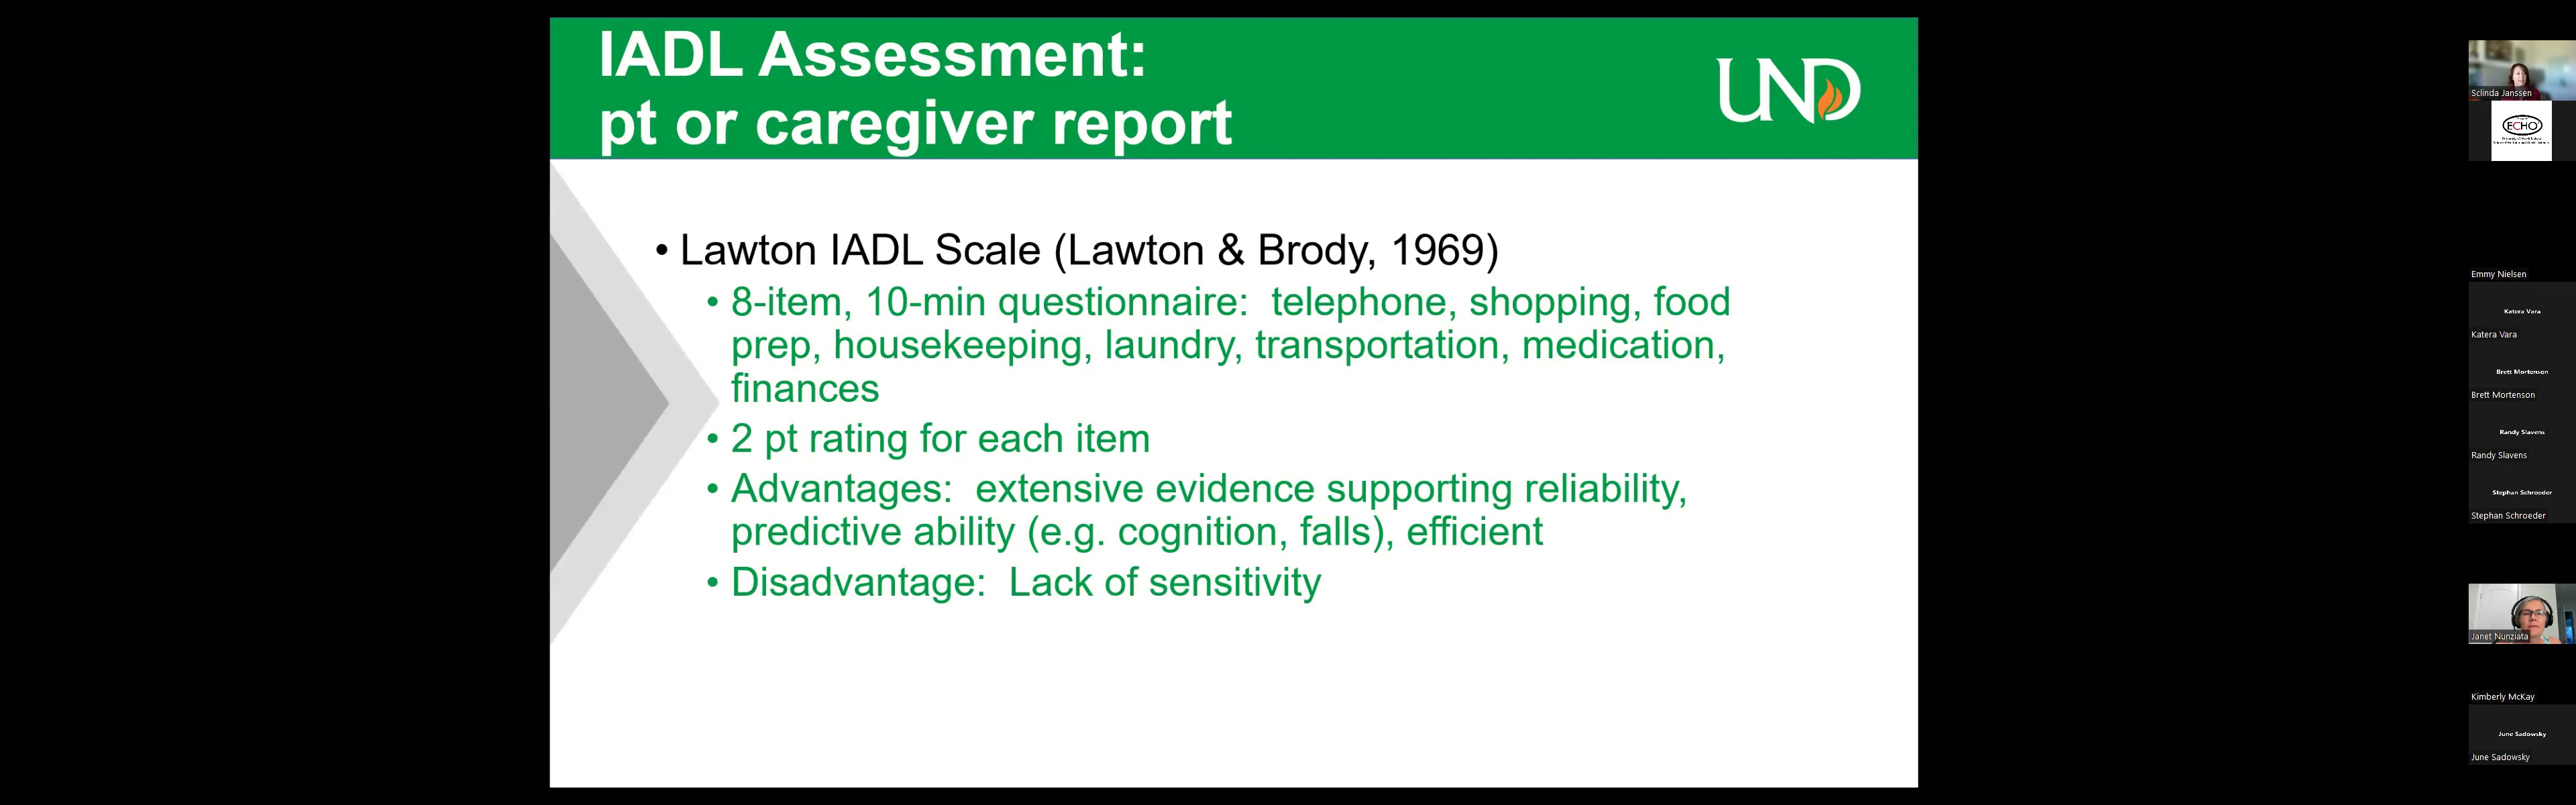 IADL Assessment:
pt or caregiver report
UND
• Lawton IADL Scale (Lawton & Brody, 1969)
• 8-item, 10-min questionnaire:  telephone, shopping, food
prep, housekeeping, laundry, transportation, medication,
finances
• 2 pt rating for each item
• Advantages:  extensive evidence supporting reliability,
predictive ability (e.g. cognition, falls), efficient
• Disadvantage:  Lack of sensitivity
Sclinda Janssen
ECHO
Emmy Nielsen
Katera Vara
Katera Vara
Brett Mortenson
Brett Mortenson
Randy Slavens
Randy Slavens
Stephan Schroeder
Stephan Schroeder
Janet Nunziata
Kimberly McKay
June Sadowsky
June Sadowsky